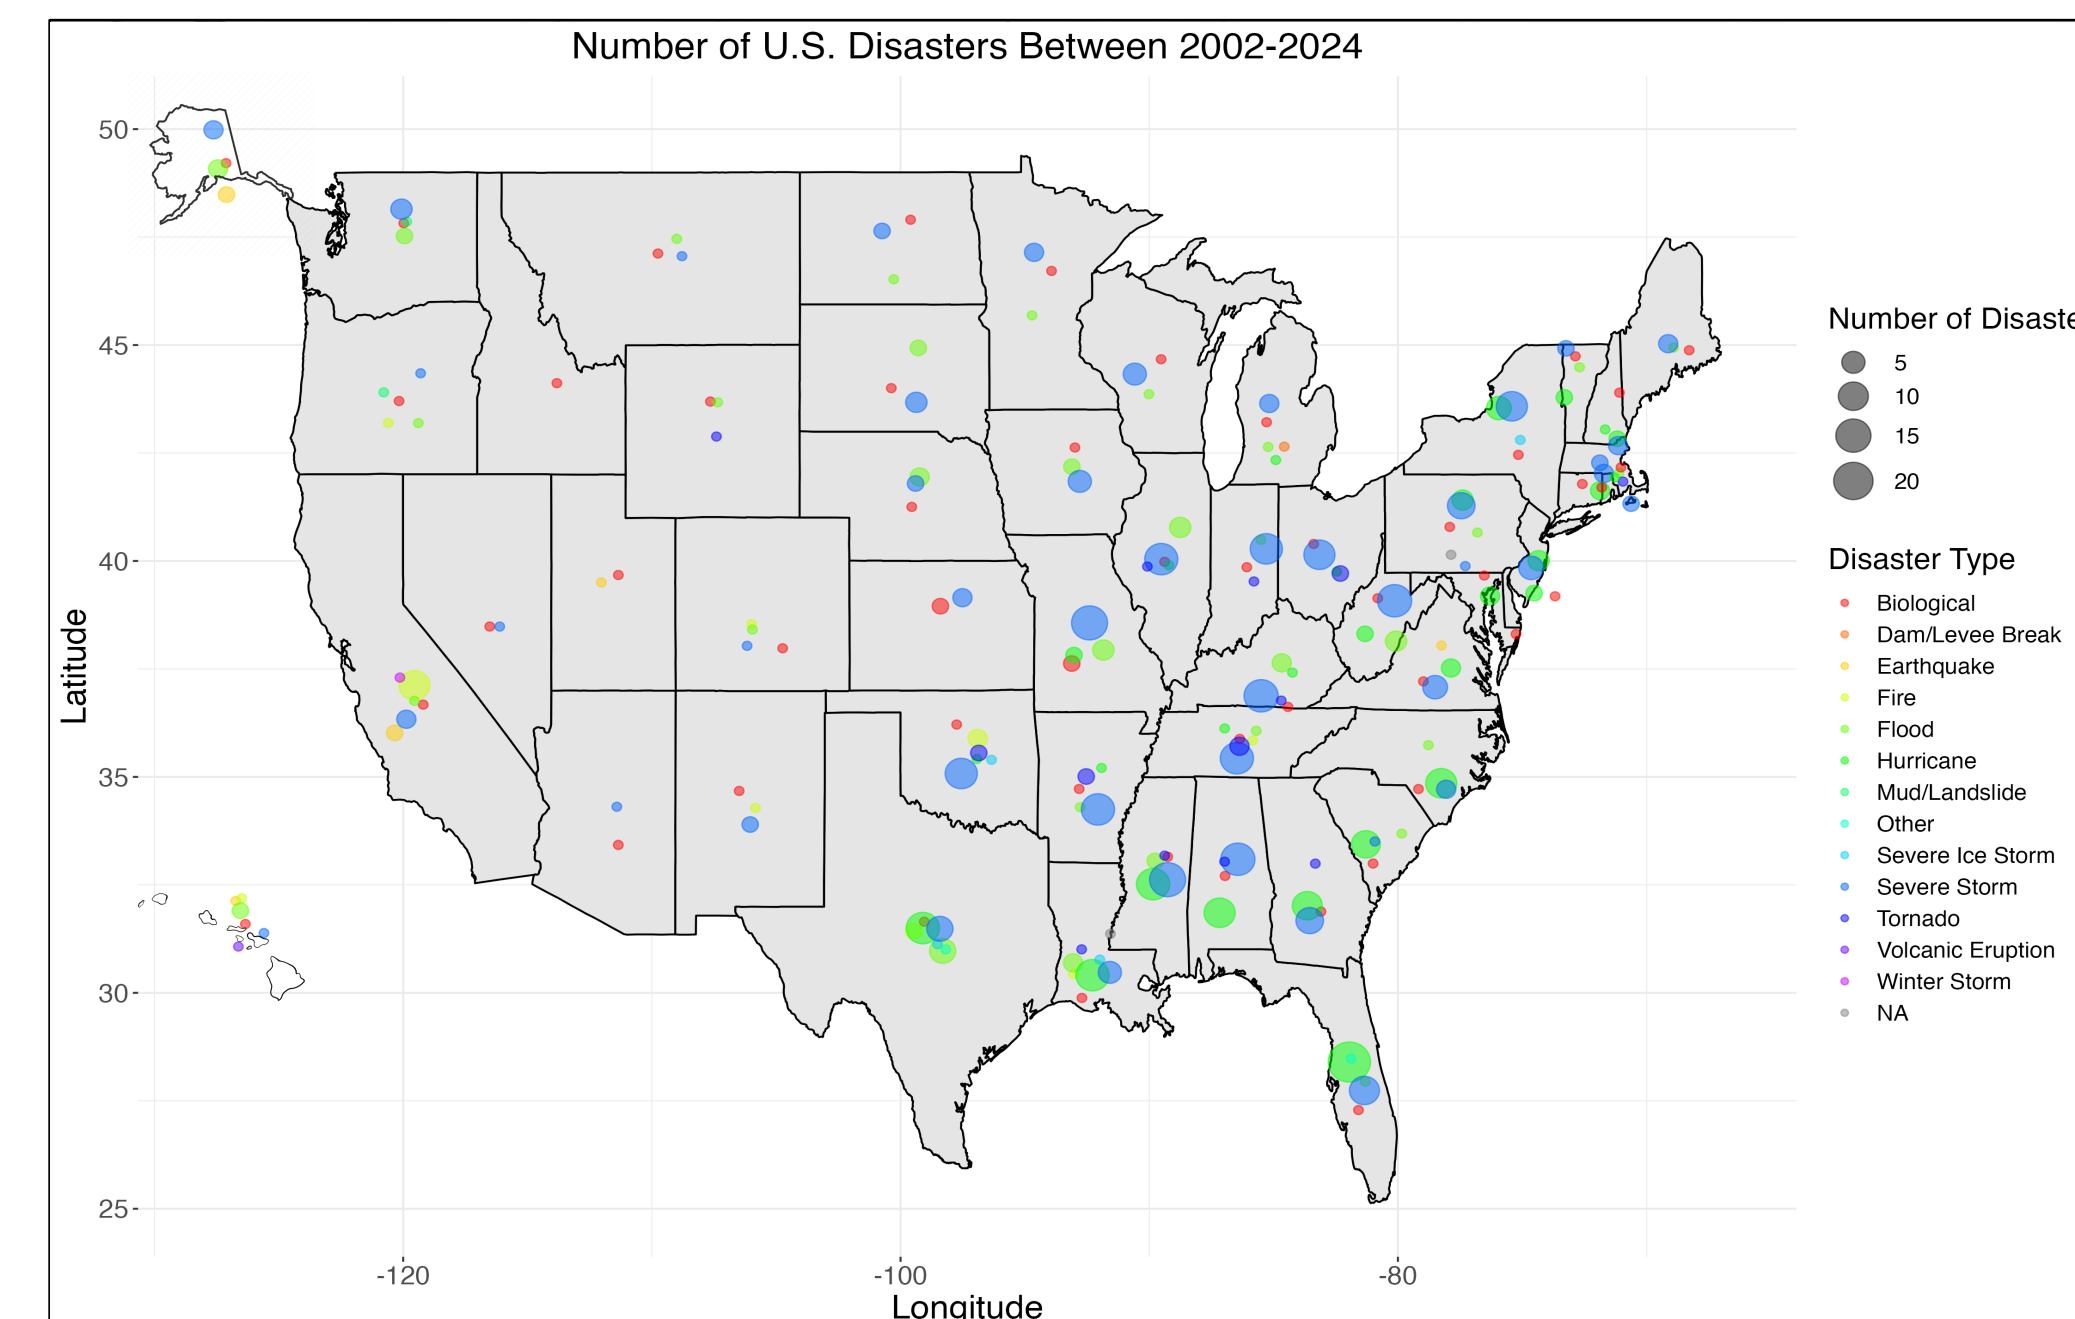 Number of U.S. Disasters Between 2002-2024
50
45
40
35
30
25
Latitude
-120
-100
-80
Longitude
Number of Disaste
5
10
15
20
Disaster Type
Biological
Dam/Levee Break
Earthquake
Fire
Flood
Hurricane
Mud/Landslide
Other
Severe Ice Storm
Severe Storm
Tornado
Volcanic Eruption
Winter Storm
NA